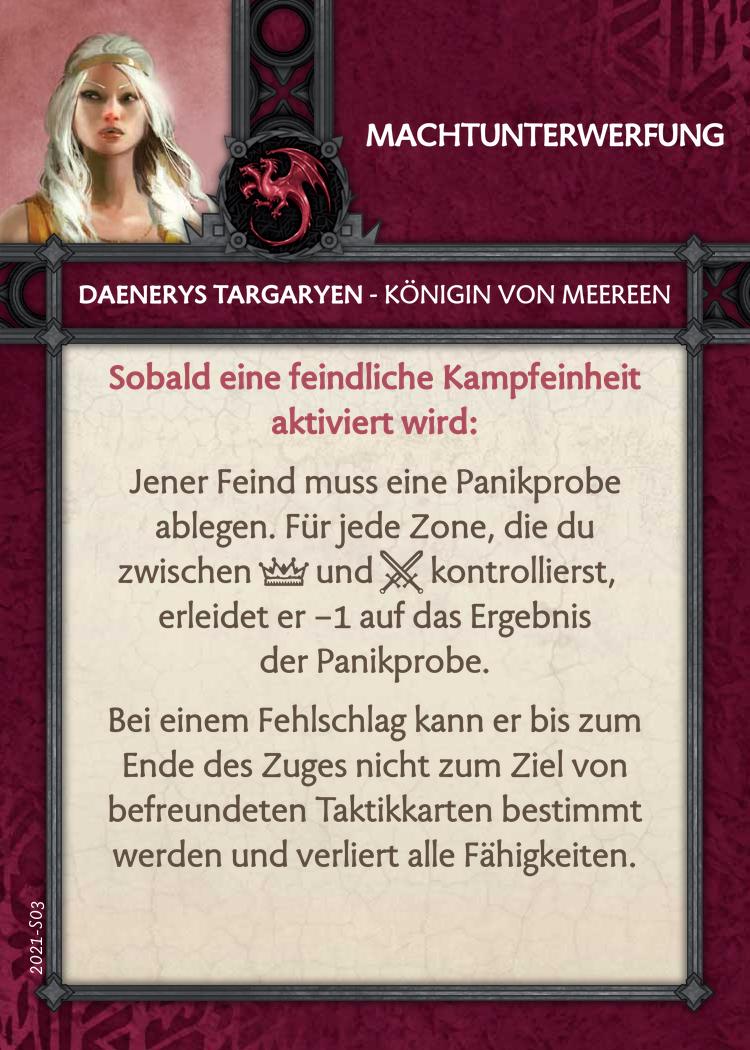 MACHTUNTERWERFUNG
DAENERYS TARGARYEN - KÖNIGIN VON MEEREEN
Sobald eine feindliche Kampfeinheit
aktiviert wird:
Jener Feind muss eine Panikprobe
ablegen. Für jede Zone, die du
zwischen und kontrollierst,
erleidet er –1 auf das Ergebnis
der Panikprobe.
Bei einem Fehlschlag kann er bis zum
Ende des Zuges nicht zum Ziel von
befreundeten Taktikkarten bestimmt
werden und verliert alle Fähigkeiten.
2021-S03